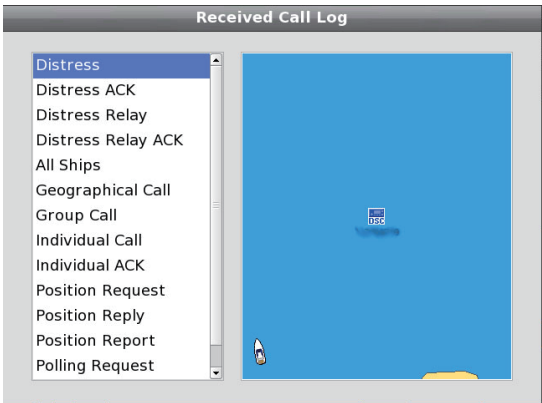 Received Call Log
Distress
Distress ACK
Distress Relay
Distress Relay ACK
All Ships
Geographical Call
Group Call
Individual Call
Individual ACK
Position Request
Position Reply
Position Report
Polling Request
DSC